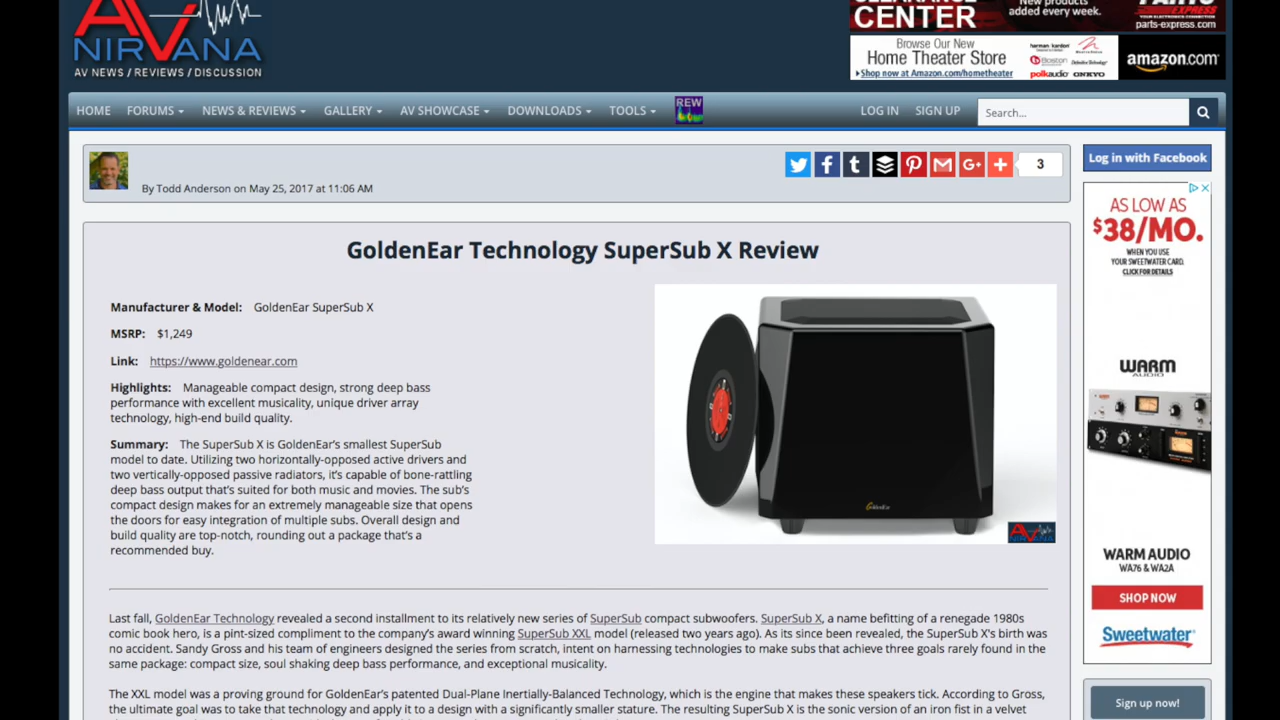 CLEARANCE
CENTER
New products
added every week.
PARTS
EXPRESS
parts-express.com
AV
NIRVANA
AV NEWS / REVIEWS / DISCUSSION
Browse Our New
Home Theater Store
Shop now at Amazon.com/hometheater
harman kardon
Boston
polkaudio ONKYO
amazon.com
HOME FORUMS NEWS & REVIEWS GALLERY AV SHOWCASE DOWNLOADS TOOLS REW LOG IN SIGN UP Search...
By Todd Anderson on May 25, 2017 at 11:06 AM
3
Log in with Facebook
GoldenEar Technology SuperSub X Review
Manufacturer & Model: GoldenEar SuperSub X
MSRP: $1,249
Link: https://www.goldenear.com
Highlights: Manageable compact design, strong deep bass
performance with excellent musicality, unique driver array
technology, high-end build quality.
Summary: The SuperSub X is GoldenEar's smallest SuperSub
model to date. Utilizing two horizontally-opposed active drivers and
two vertically-opposed passive radiators, it's capable of bone-rattling
deep bass output that's suited for both music and movies. The sub's
compact design makes for an extremely manageable size that opens
the doors for easy integration of multiple subs. Overall design and
build quality are top-notch, rounding out a package that's a
recommended buy.
GoldenEar
Last fall, GoldenEar Technology revealed a second installment to its relatively new series of SuperSub compact subwoofers. SuperSub X, a name befitting of a renegade 1980s
comic book hero, is a pint-sized compliment to the company's award winning SuperSub XXL model (released two years ago). As its since been revealed, the SuperSub X's birth was
no accident. Sandy Gross and his team of engineers designed the series from scratch, intent on harnessing technologies to make subs that achieve three goals rarely found in the
same package: compact size, soul shaking deep bass performance, and exceptional musicality.
The XXL model was a proving ground for GoldenEar's patented Dual-Plane Inertially-Balanced Technology, which is the engine that makes these speakers tick. According to Gross,
the ultimate goal was to take that technology and apply it to a design with a significantly smaller stature. The resulting SuperSub X is the sonic version of an iron fist in a velvet
AS LOW AS
$38/MO.
WHEN YOU USE
YOUR SWEETWATER CARD.
CLICK FOR DETAILS
WARM
AUDIO
WARM AUDIO
WA76 & WA2A
SHOP NOW
Sweetwater
Sign up now!